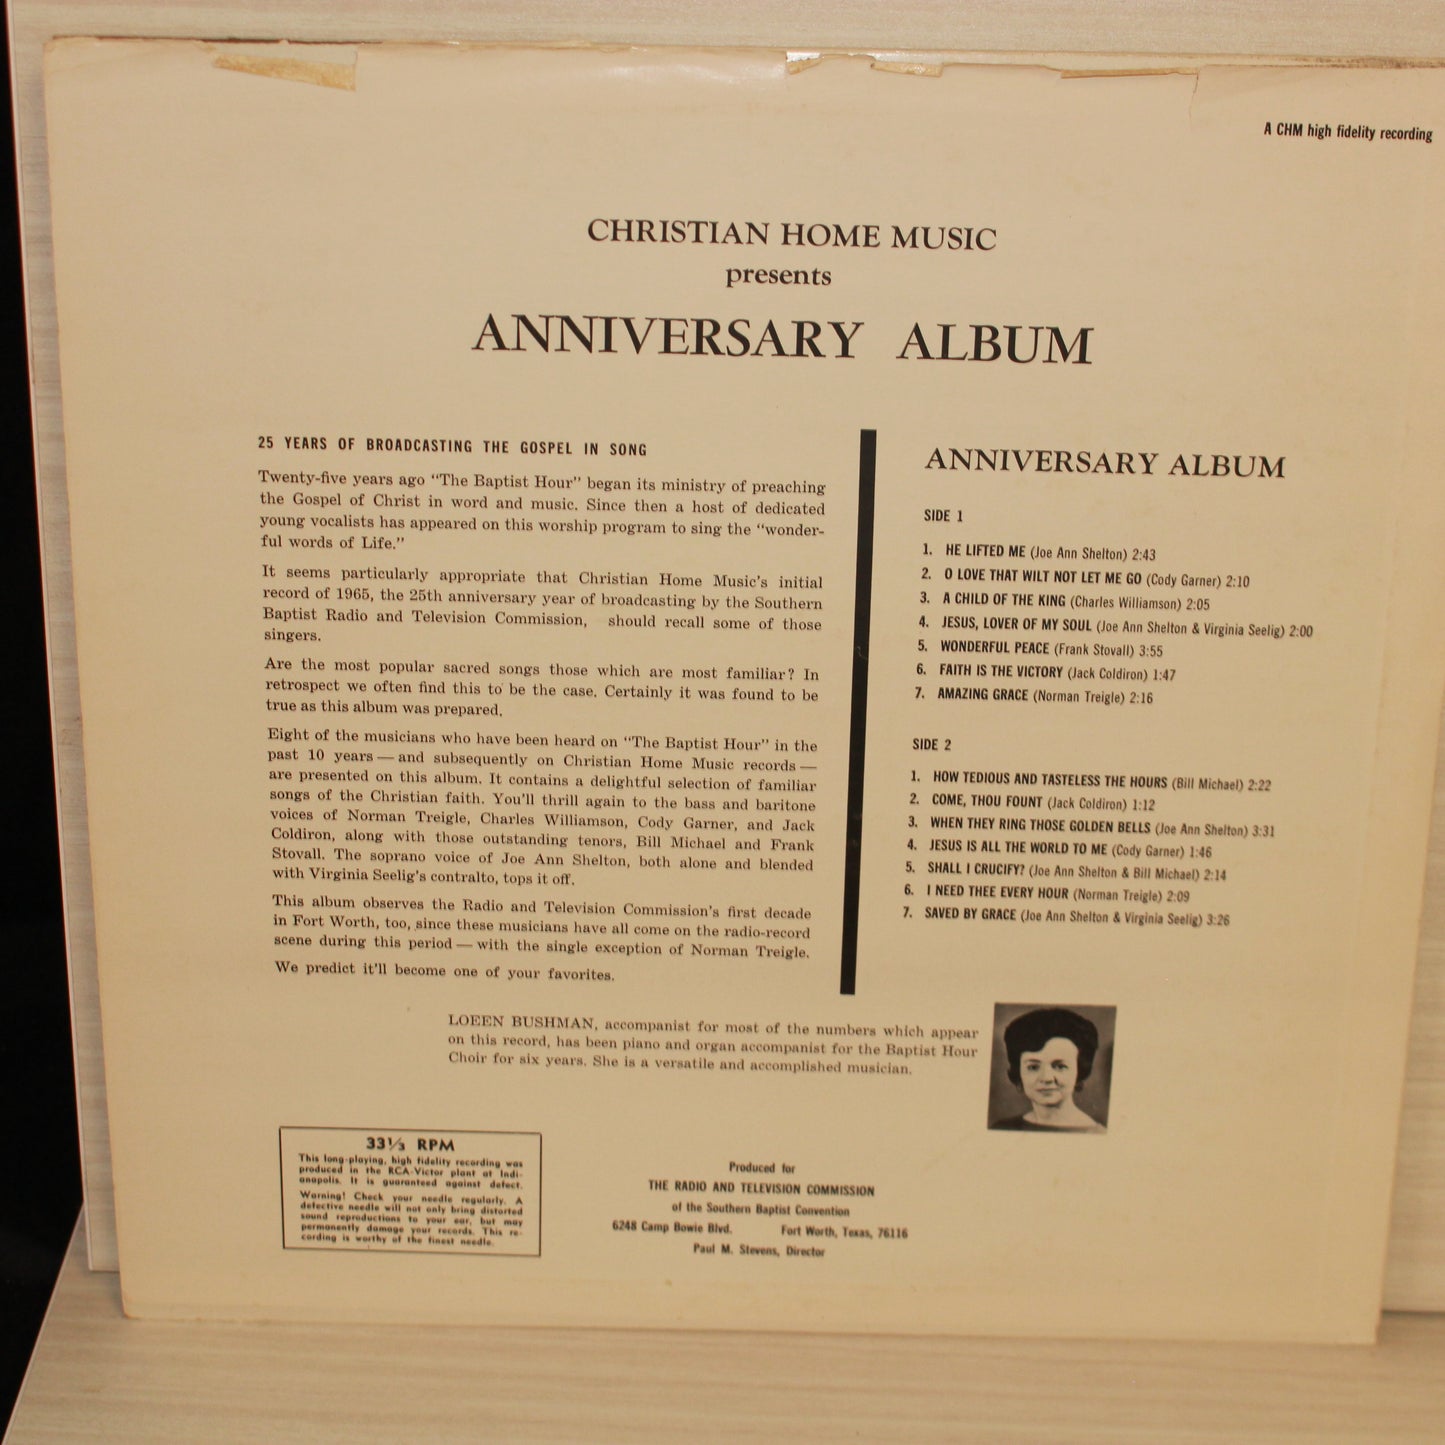 A CHM high fidelity recording
CHRISTIAN HOME MUSIC
presents
ANNIVERSARY ALBUM
25 YEARS OF BROADCASTING THE GOSPEL IN SONG
Twenty-five years ago "The Baptist Hour" began its ministry of preaching
the Gospel of Christ in word and music. Since then a host of dedicated
young vocalists has appeared on this worship program to sing the "wonder-
ful words of Life."
It seems particularly appropriate that Christian Home Music's initial
record of 1965, the 25th anniversary year of broadcasting by the Southern
Baptist Radio and Television Commission, should recall some of those
singers.
Are the most popular sacred songs those which are most familiar? In
retrospect we often find this to be the case. Certainly it was found to be
true as this album was prepared.
Eight of the musicians who have been heard on "The Baptist Hour" in the
past 10 years — and subsequently on Christian Home Music records —
are presented on this album. It contains a delightful selection of familiar
songs of the Christian faith. You'll thrill again to the bass and baritone
voices of Norman Treigle, Charles Williamson, Cody Garner, and Jack
Coldiron, along with those outstanding tenors, Bill Michael and Frank
Stovall. The soprano voice of Joe Ann Shelton, both alone and blended
with Virginia Seelig's contralto, tops it off.
This album observes the Radio and Television Commission's first decade
in Fort Worth, too, since these musicians have all come on the radio-record
scene during this period — with the single exception of Norman Treigle.
We predict it'll become one of your favorites.
ANNIVERSARY ALBUM
SIDE 1
1. HE LIFTED ME (Joe Ann Shelton) 2:43
2. O LOVE THAT WILT NOT LET ME GO (Cody Garner) 2:10
3. A CHILD OF THE KING (Charles Williamson) 2:05
4. JESUS, LOVER OF MY SOUL (Joe Ann Shelton & Virginia Seelig) 2:00
5. WONDERFUL PEACE (Frank Stovall) 3:55
6. FAITH IS THE VICTORY (Jack Coldiron) 1:47
7. AMAZING GRACE (Norman Treigle) 2:16
SIDE 2
1. HOW TEDIOUS AND TASTELESS THE HOURS (Bill Michael) 2:22
2. COME, THOU FOUNT (Jack Coldiron) 1:12
3. WHEN THEY RING THOSE GOLDEN BELLS (Joe Ann Shelton) 3:31
4. JESUS IS ALL THE WORLD TO ME (Cody Garner) 1:46
5. SHALL I CRUCIFY? (Joe Ann Shelton & Bill Michael) 2:14
6. I NEED THEE EVERY HOUR (Norman Treigle) 2:09
7. SAVED BY GRACE (Joe Ann Shelton & Virginia Seelig) 3:26
LOEEN BUSHMAN, accompanist for most of the numbers which appear
on this record, has been piano and organ accompanist for the Baptist Hour
Choir for six years. She is a versatile and accomplished musician.
33⅓ RPM
This long-playing, high fidelity recording was
produced in the RCA-Victor plant at Indi-
anapolis. It is guaranteed against defect.
Warning! Check your needle regularly. A
defective needle will not only bring distorted
sound reproductions to your ear, but may
permanently damage your records. This re-
cording is worthy of the finest needle.
Produced for
THE RADIO AND TELEVISION COMMISSION
of the Southern Baptist Convention
6248 Camp Bowie Blvd. Fort Worth, Texas, 76116
Paul M. Stevens, Director